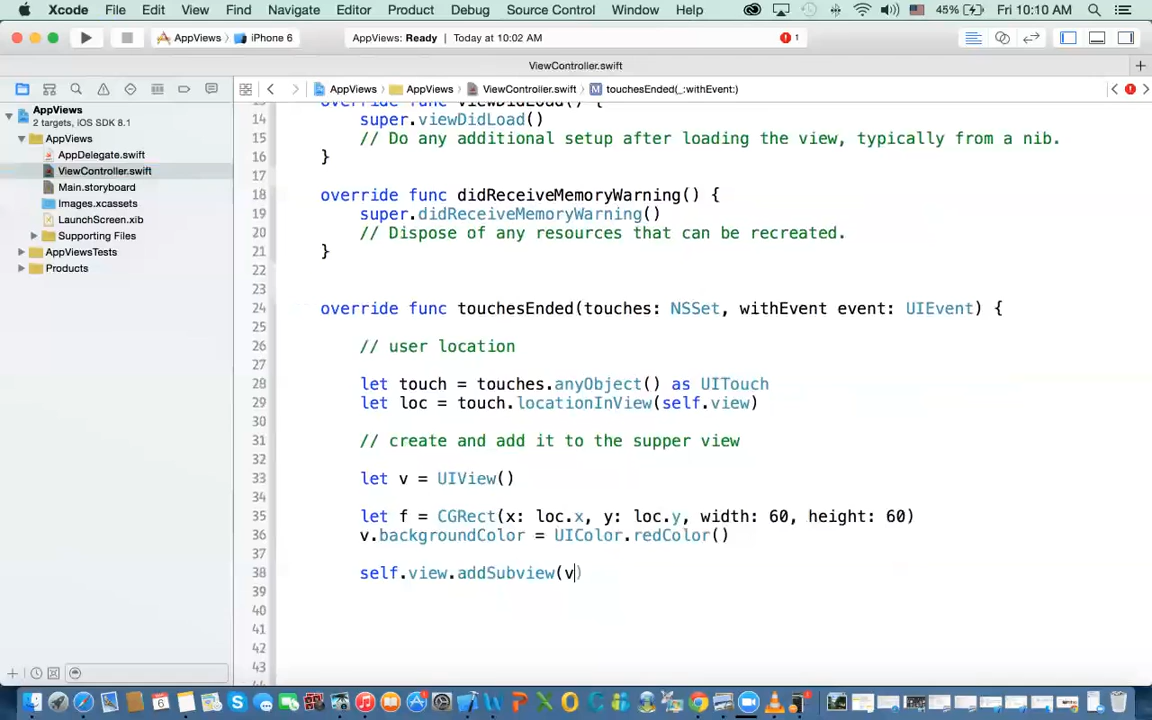 Xcode File Edit View Find Navigate Editor Product Debug Source Control Window Help 45% Fri 10:10 AM
AppViews iPhone 6 AppViews: Ready Today at 10:02 AM 1
ViewController.swift
AppViews AppViews ViewController.swift M touchesEnded(_:withEvent:)
AppViews
2 targets, iOS SDK 8.1
AppViews
AppDelegate.swift
ViewController.swift
Main.storyboard
Images.xcassets
LaunchScreen.xib
Supporting Files
AppViewsTests
Products
13 override func viewDidLoad() {
14 super.viewDidLoad()
15 // Do any additional setup after loading the view, typically from a nib.
16 }
17
18 override func didReceiveMemoryWarning() {
19 super.didReceiveMemoryWarning()
20 // Dispose of any resources that can be recreated.
21 }
22
23
24 override func touchesEnded(touches: NSSet, withEvent event: UIEvent) {
25
26 // user location
27
28 let touch = touches.anyObject() as UITouch
29 let loc = touch.locationInView(self.view)
30
31 // create and add it to the supper view
32
33 let v = UIView()
34
35 let f = CGRect(x: loc.x, y: loc.y, width: 60, height: 60)
36 v.backgroundColor = UIColor.redColor()
37
38 self.view.addSubview(v)
39
40
41
42
43